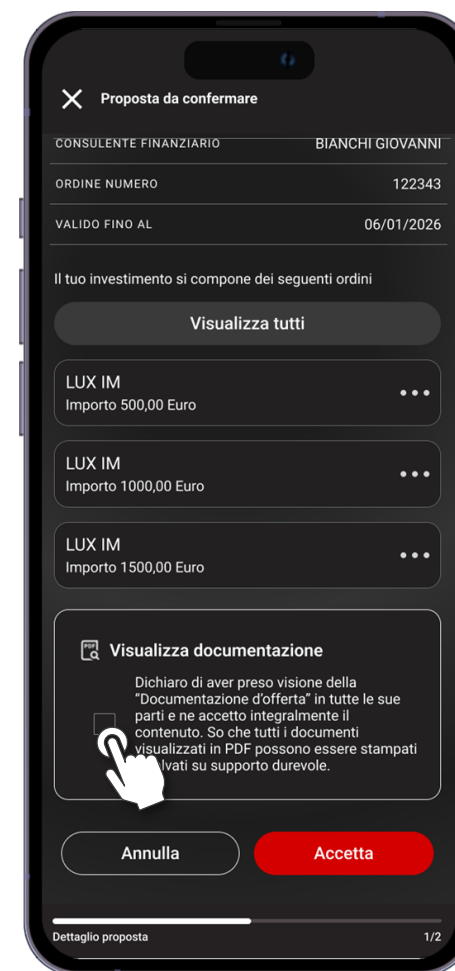 Proposta da confermare
CONSULENTE FINANZIARIO BIANCHI GIOVANNI
ORDINE NUMERO 122343
VALIDO FINO AL 06/01/2026
Il tuo investimento si compone dei seguenti ordini
Visualizza tutti
LUX IM
Importo 500,00 Euro
LUX IM
Importo 1000,00 Euro
LUX IM
Importo 1500,00 Euro
PDF
Visualizza documentazione
Dichiaro di aver preso visione della
“Documentazione d'offerta” in tutte le sue
parti e ne accetto integralmente il
contenuto. So che tutti i documenti
visualizzati in PDF possono essere stampati
su supporto durevole.
Annulla Accetta
Dettaglio proposta 1/2